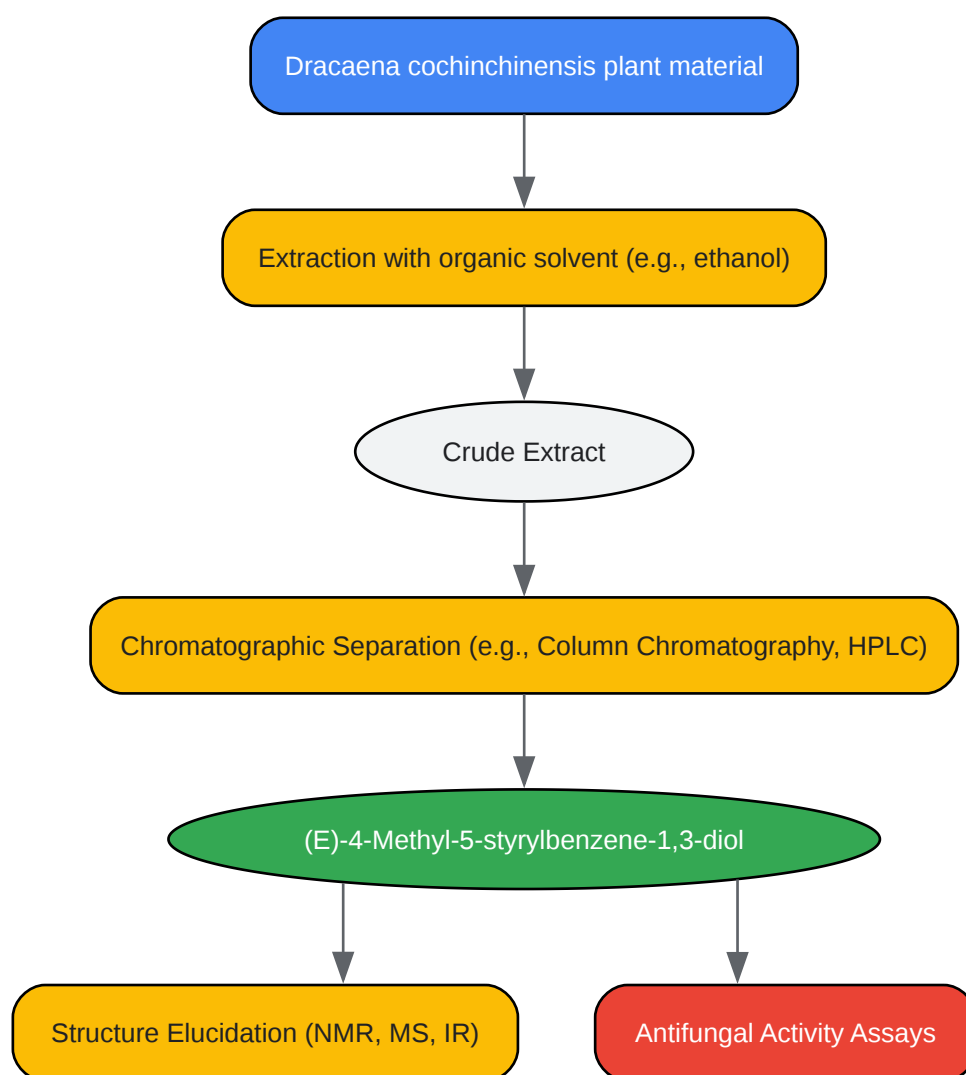 Dracaena cochinchinensis plant material
Extraction with organic solvent (e.g., ethanol)
Crude Extract
Chromatographic Separation (e.g., Column Chromatography, HPLC)
(E)-4-Methyl-5-styrylbenzene-1,3-diol
Structure Elucidation (NMR, MS, IR)
Antifungal Activity Assays